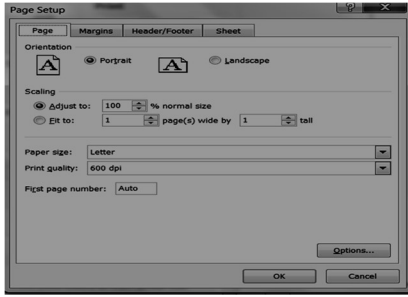 Page Setup
Page Margins Header/Footer Sheet
Orientation
A Portrait A Landscape
Scaling
Adjust to: 100 % normal size
Fit to: 1 page(s) wide by 1 tall
Paper size: Letter
Print quality: 600 dpi
First page number: Auto
Options...
OK Cancel